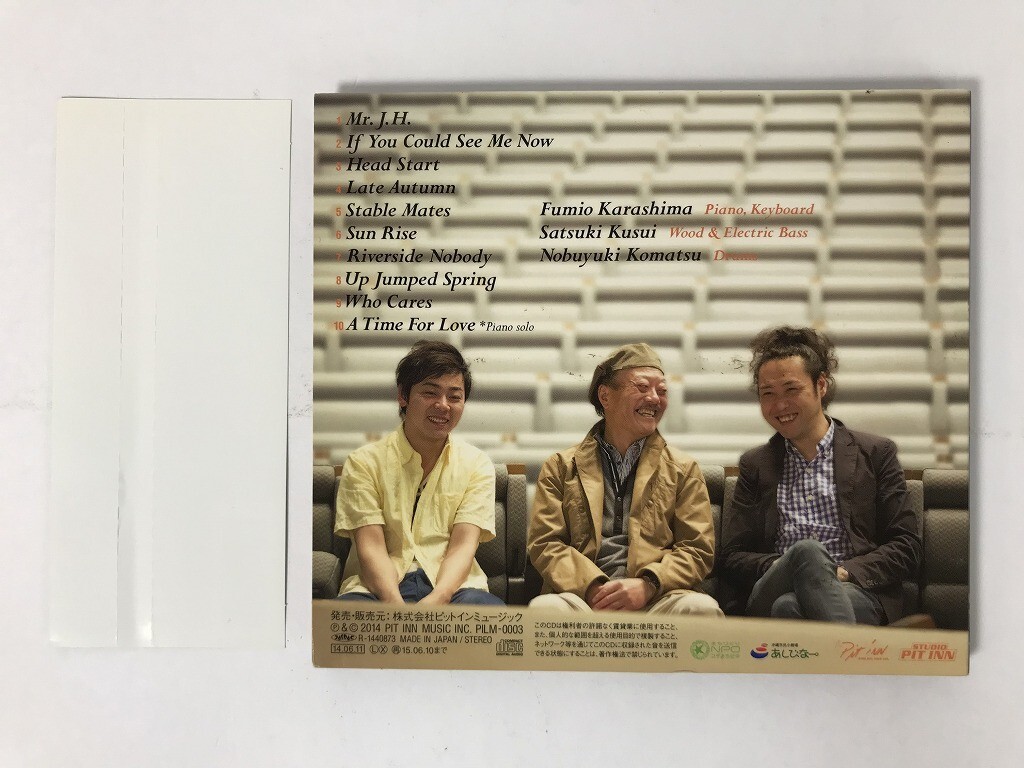 1 Mr. J.H.
2 If You Could See Me Now
3 Head Start
4 Late Autumn
5 Stable Mates
6 Sun Rise
7 Riverside Nobody
8 Up Jumped Spring
9 Who Cares
10 A Time For Love *Piano solo
Fumio Karashima Piano, Keyboard
Satsuki Kusui Wood & Electric Bass
Nobuyuki Komatsu Drums
発売・販売元：株式会社ピットインミュージック
Ⓟ&© 2014 PIT INN MUSIC INC. PILM-0003
R-1440873 MADE IN JAPAN / STEREO
14.06.11 LX 再 15.06.10まで
COMPACT disc DIGITAL AUDIO
このCDは権利者の許諾なく賃貸業に使用すること、
また、個人的な範囲を超える使用目的で複製すること、
ネットワーク等を通じてこのCDに収録された音を送信
できる状態にすることは、著作権法で禁じられています。
NPO
あしびなー
Pit INN
STUDIO
PIT INN